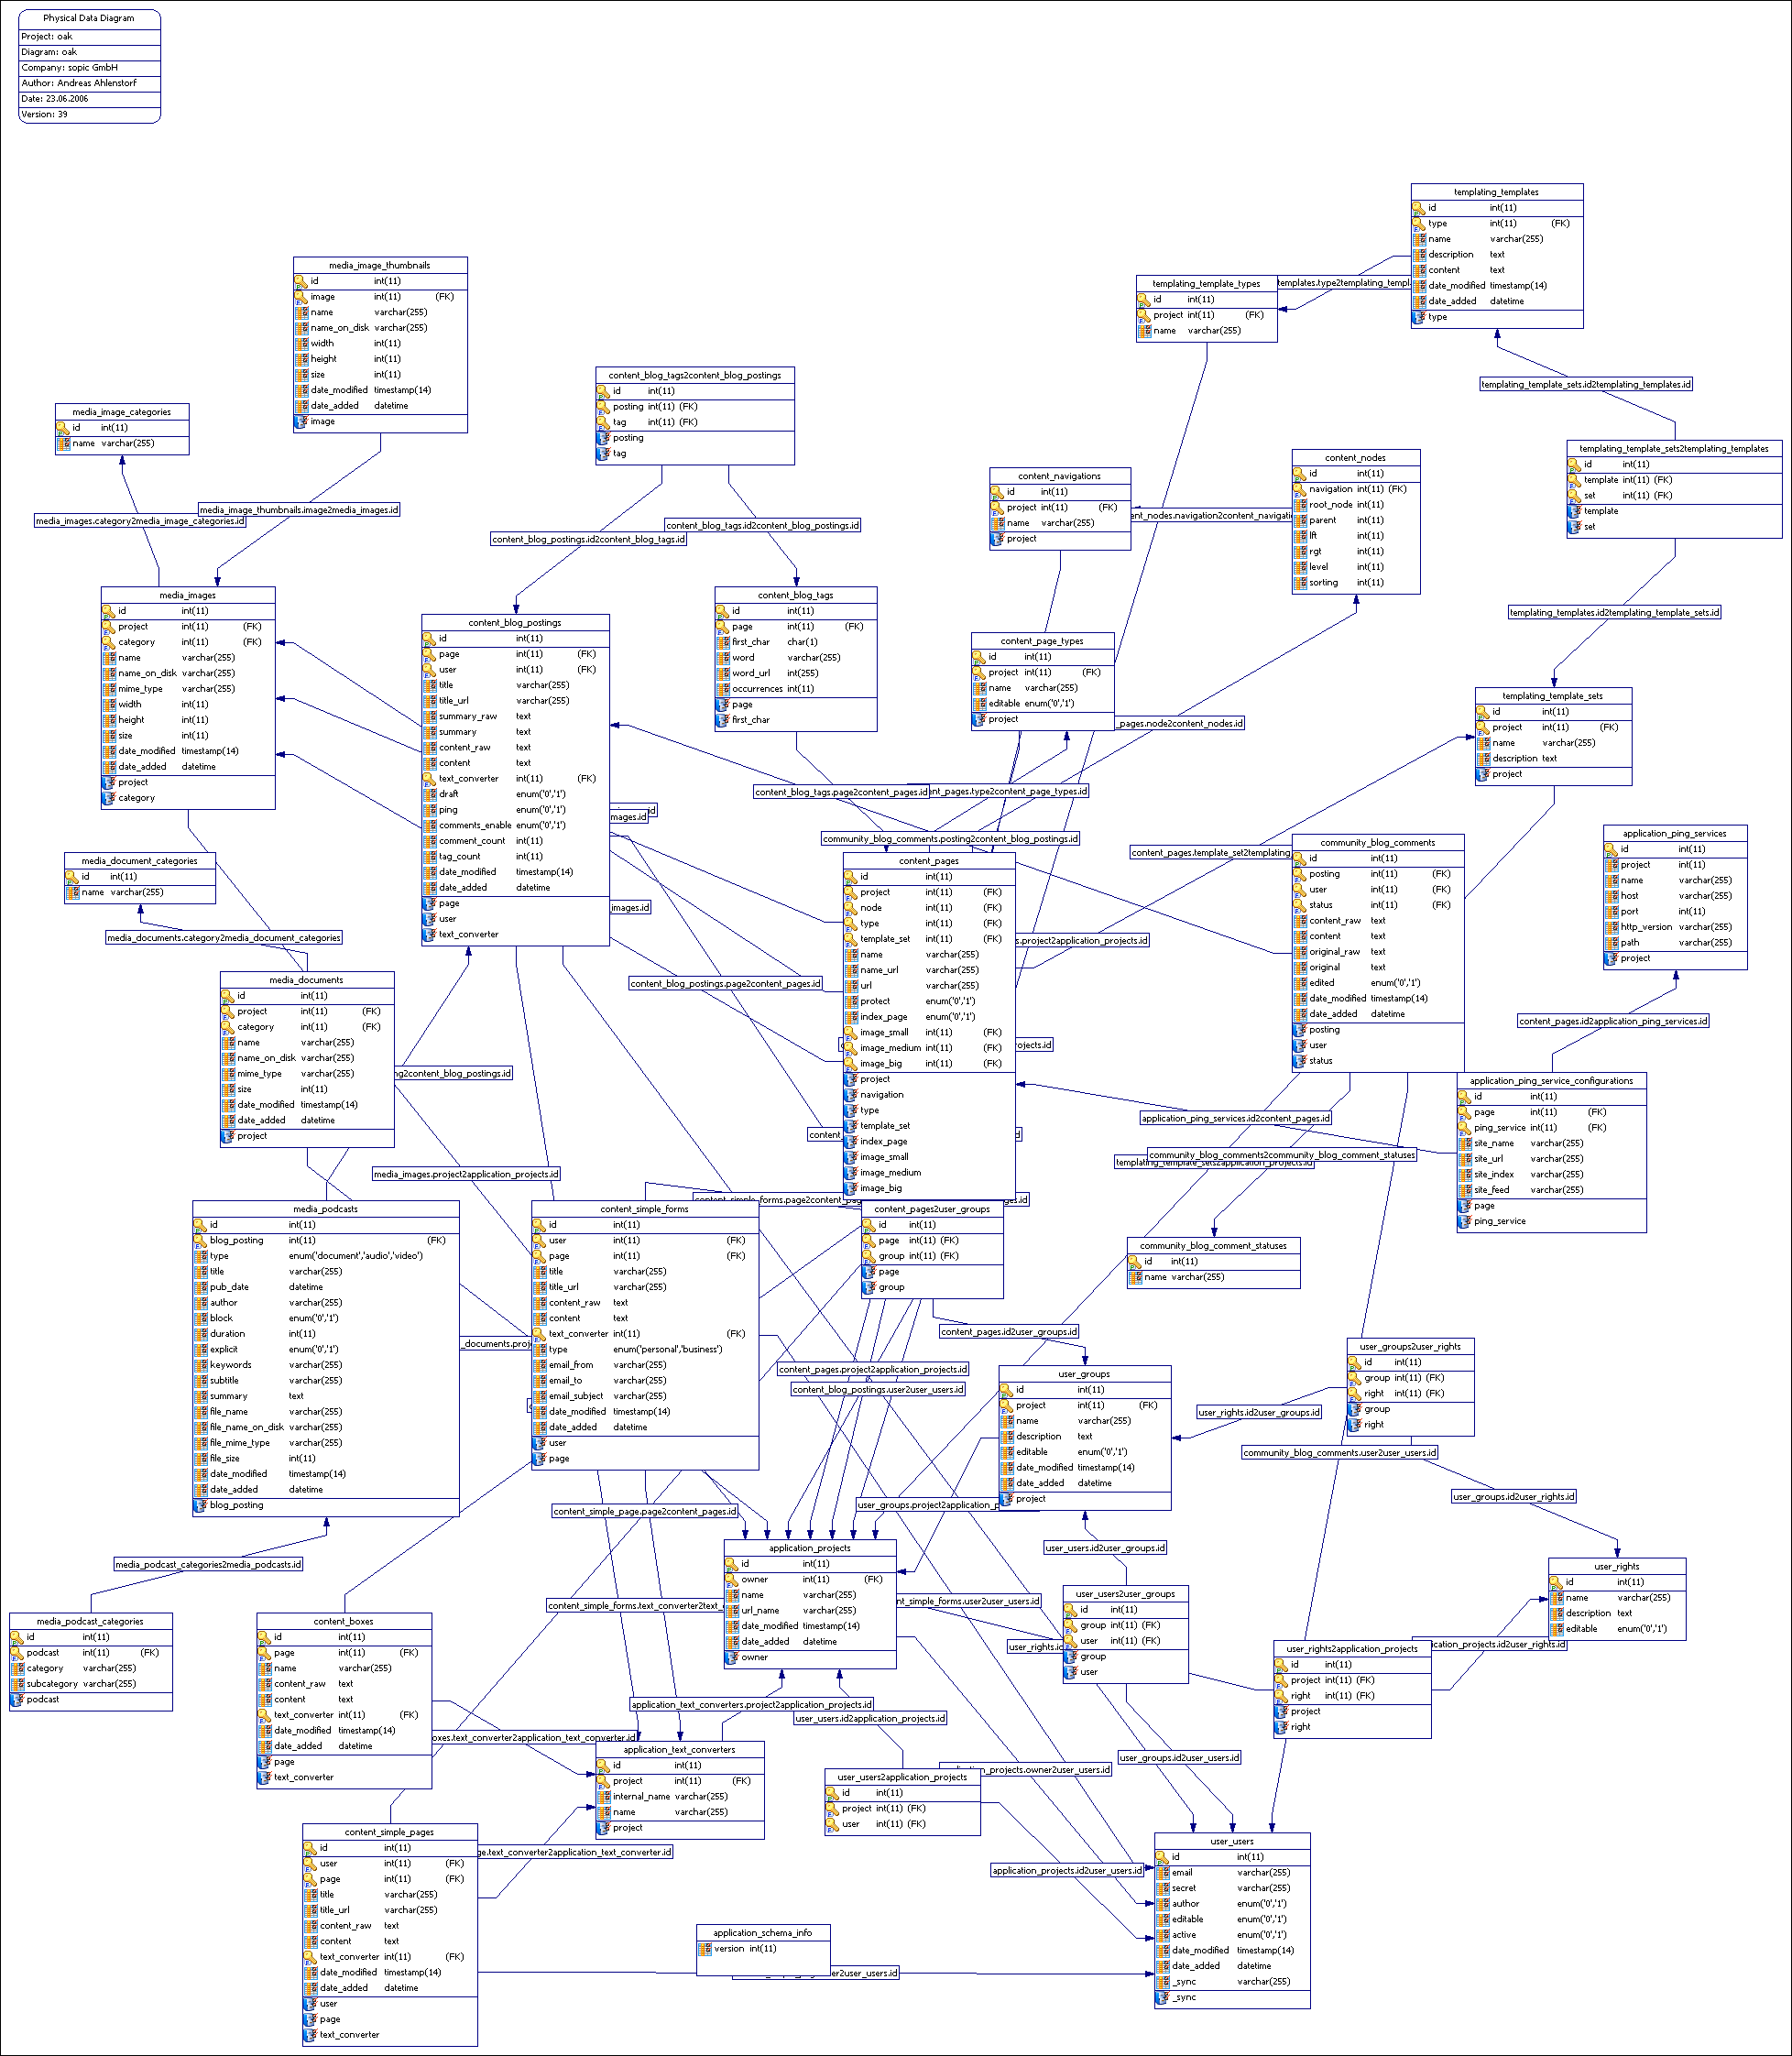 Physical Data Diagram
Project: oak
Diagram: oak
Company: sopic GmbH
Author: Andreas Ahlenstorf
Date: 23.06.2006
Version: 39
templating_templates
id int(11)
type int(11) (FK)
name varchar(255)
description text
content text
date_modified timestamp(14)
date_added datetime
type
media_image_thumbnails
id int(11)
image int(11) (FK)
name varchar(255)
name_on_disk varchar(255)
width int(11)
height int(11)
size int(11)
date_modified timestamp(14)
date_added datetime
image
templating_template_types
id int(11)
project int(11) (FK)
name varchar(255)
templating_template_sets.id2templating_templates.id
content_blog_tags2content_blog_postings
id int(11)
posting int(11) (FK)
tag int(11) (FK)
posting
tag
media_image_categories
id int(11)
name varchar(255)
templating_template_sets2templating_templates
id int(11)
template int(11) (FK)
set int(11) (FK)
template
set
content_navigations
id int(11)
project int(11) (FK)
name varchar(255)
project
content_nodes
id int(11)
navigation int(11) (FK)
root_node int(11)
parent int(11)
lft int(11)
rgt int(11)
level int(11)
sorting int(11)
media_image_thumbnails.image2media_images.id
media_images.category2media_image_categories.id
content_blog_tags.id2content_blog_postings.id
content_blog_postings.id2content_blog_tags.id
templating_templates.id2templating_template_sets.id
media_images
id int(11)
project int(11) (FK)
category int(11) (FK)
name varchar(255)
name_on_disk varchar(255)
mime_type varchar(255)
width int(11)
height int(11)
size int(11)
date_modified timestamp(14)
date_added datetime
project
category
content_blog_postings
id int(11)
page int(11) (FK)
user int(11) (FK)
title varchar(255)
title_url varchar(255)
summary_raw text
summary text
content_raw text
content text
text_converter int(11) (FK)
draft enum('0','1')
ping enum('0','1')
comments_enable enum('0','1')
comment_count int(11)
tag_count int(11)
date_modified timestamp(14)
date_added datetime
page
user
text_converter
content_blog_tags
id int(11)
page int(11) (FK)
first_char char(1)
word varchar(255)
word_url int(255)
occurrences int(11)
page
first_char
content_page_types
id int(11)
project int(11) (FK)
name varchar(255)
editable enum('0','1')
project
_pages.node2content_nodes.id
templating_template_sets
id int(11)
project int(11) (FK)
name varchar(255)
description text
project
content_blog_tags.page2content_pages.id
nt_pages.type2content_page_types.id
community_blog_comments.posting2content_blog_postings.id
content_pages.template_set2templating
media_document_categories
id int(11)
name varchar(255)
media_documents.category2media_document_categories
content_pages
id int(11)
project int(11) (FK)
node int(11) (FK)
type int(11) (FK)
template_set int(11) (FK)
name varchar(255)
name_url varchar(255)
url varchar(255)
protect enum('0','1')
index_page enum('0','1')
image_small int(11) (FK)
image_medium int(11) (FK)
image_big int(11) (FK)
project
navigation
type
template_set
index_page
image_small
image_medium
image_big
community_blog_comments
id int(11)
posting int(11) (FK)
user int(11) (FK)
status int(11) (FK)
content_raw text
content text
original_raw text
original text
edited enum('0','1')
date_modified timestamp(14)
date_added datetime
posting
user
status
application_ping_services
id int(11)
project int(11)
name varchar(255)
host varchar(255)
port int(11)
http_version varchar(255)
path varchar(255)
project
s.project2application_projects.id
content_blog_postings.page2content_pages.id
content_pages.id2application_ping_services.id
media_documents
id int(11)
project int(11) (FK)
category int(11) (FK)
name varchar(255)
name_on_disk varchar(255)
mime_type varchar(255)
size int(11)
date_modified timestamp(14)
date_added datetime
project
ng2content_blog_postings.id
application_ping_service_configurations
id int(11)
page int(11) (FK)
ping_service int(11) (FK)
site_name varchar(255)
site_url varchar(255)
site_index varchar(255)
site_feed varchar(255)
page
ping_service
application_ping_services.id2content_pages.id
community_blog_comments2community_blog_comment_statuses
templating_template_sets2application_projects.id
media_images.project2application_projects.id
content_simple_forms.page2content_pa
media_podcasts
id int(11)
blog_posting int(11) (FK)
type enum('document','audio','video')
title varchar(255)
pub_date datetime
author varchar(255)
block enum('0','1')
duration int(11)
explicit enum('0','1')
keywords varchar(255)
subtitle varchar(255)
summary text
file_name varchar(255)
file_name_on_disk varchar(255)
file_mime_type varchar(255)
file_size int(11)
date_modified timestamp(14)
date_added datetime
blog_posting
content_simple_forms
id int(11)
user int(11) (FK)
page int(11) (FK)
title varchar(255)
title_url varchar(255)
content_raw text
content text
text_converter int(11) (FK)
type enum('personal','business')
email_from varchar(255)
email_to varchar(255)
email_subject varchar(255)
date_modified timestamp(14)
date_added datetime
user
page
content_pages2user_groups
id int(11)
page int(11) (FK)
group int(11) (FK)
page
group
community_blog_comment_statuses
id int(11)
name varchar(255)
_documents.proj
content_pages.id2user_groups.id
content_pages.project2application_projects.id
content_blog_postings.user2user_users.id
user_groups
id int(11)
project int(11) (FK)
name varchar(255)
description text
editable enum('0','1')
date_modified timestamp(14)
date_added datetime
project
user_groups2user_rights
id int(11)
group int(11) (FK)
right int(11) (FK)
group
right
user_rights.id2user_groups.id
community_blog_comments.user2user_users.id
user_groups.id2user_rights.id
content_simple_page.page2content_pages.id
user_groups.project2application_p
user_users.id2user_groups.id
media_podcast_categories2media_podcasts.id
application_projects
id int(11)
owner int(11) (FK)
name varchar(255)
url_name varchar(255)
date_modified timestamp(14)
date_added datetime
owner
user_rights
id int(11)
name varchar(255)
description text
editable enum('0','1')
content_simple_forms.text_converter2text_c
nt_simple_forms.user2user_users.id
user_users2user_groups
id int(11)
group int(11) (FK)
user int(11) (FK)
group
user
user_rights.id
media_podcast_categories
id int(11)
podcast int(11) (FK)
category varchar(255)
subcategory varchar(255)
podcast
content_boxes
id int(11)
page int(11) (FK)
name varchar(255)
content_raw text
content text
text_converter int(11) (FK)
date_modified timestamp(14)
date_added datetime
page
text_converter
user_rights2application_projects
id int(11)
project int(11) (FK)
right int(11) (FK)
project
right
ication_projects.id2user_rights.id
application_text_converters.project2application_projects.id
user_users.id2application_projects.id
oxes.text_converter2application_text_converter.id
application_text_converters
id int(11)
project int(11) (FK)
internal_name varchar(255)
name varchar(255)
project
user_groups.id2user_users.id
lication_projects.owner2user_users.id
user_users2application_projects
id int(11)
project int(11) (FK)
user int(11) (FK)
content_simple_pages
id int(11)
user int(11) (FK)
page int(11) (FK)
title varchar(255)
title_url varchar(255)
content_raw text
content text
text_converter int(11) (FK)
date_modified timestamp(14)
date_added datetime
user
page
text_converter
ge.text_converter2application_text_converter.id
application_projects.id2user_users.id
user_users
id int(11)
email varchar(255)
secret varchar(255)
author enum('0','1')
editable enum('0','1')
active enum('0','1')
date_modified timestamp(14)
date_added datetime
_sync varchar(255)
_sync
application_schema_info
version int(11)
2user_users.id